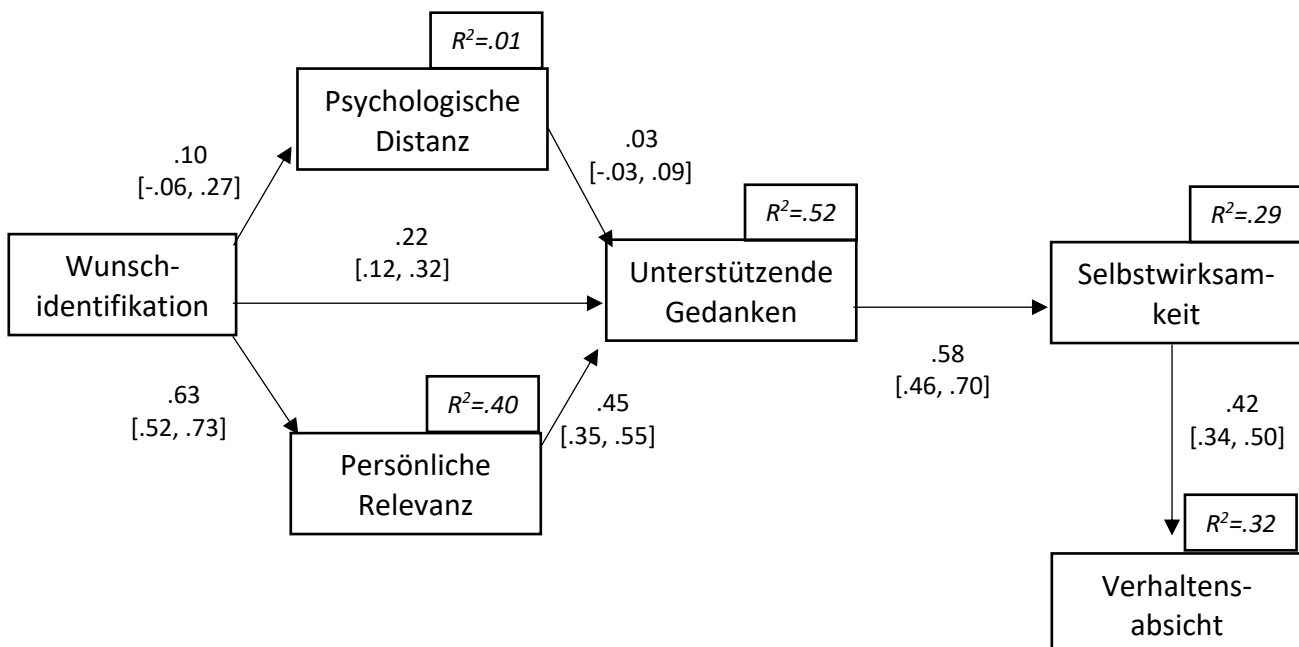 R²=.01
Psychologische
Distanz
.10
[-.06, .27]
.03
[-.03, .09]
R²=.52
R²=.29
Wunsch-
identifikation
.22
[.12, .32]
Unterstützende
Gedanken
Selbstwirksam-
keit
.58
[.46, .70]
.63
[.52, .73]
R²=.40
.45
[.35, .55]
.42
[.34, .50]
Persönliche
Relevanz
R²=.32
Verhaltens-
absicht